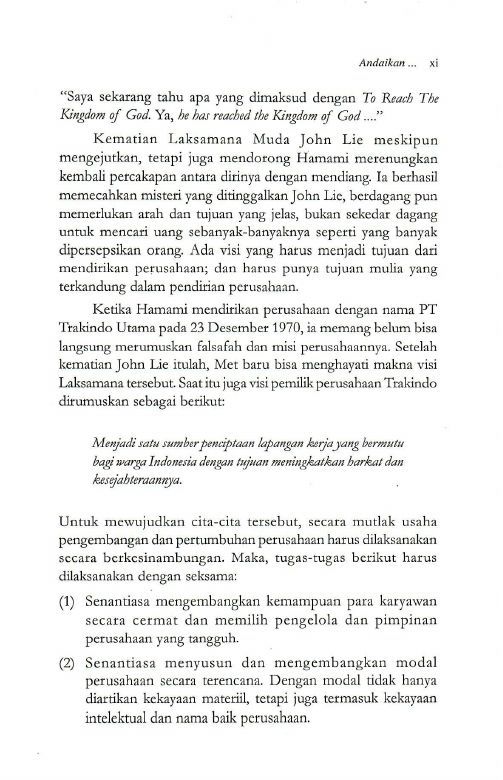 Andaikan ... xi
“Saya sekarang tahu apa yang dimaksud dengan To Reach The
Kingdom of God. Ya, he has reached the Kingdom of God ....”
Kematian Laksamana Muda John Lie meskipun
mengejutkan, tetapi juga mendorong Hamami merenungkan
kembali percakapan antara dirinya dengan mendiang. Ia berhasil
memecahkan misteri yang ditinggalkan John Lie, berdagang pun
memerlukan arah dan tujuan yang jelas, bukan sekedar dagang
untuk mencari uang sebanyak-banyaknya seperti yang banyak
dipersepsikan orang. Ada visi yang harus menjadi tujuan dari
mendirikan perusahaan; dan harus punya tujuan mulia yang
terkandung dalam pendirian perusahaan.
Ketika Hamami mendirikan perusahaan dengan nama PT
Trakindo Utama pada 23 Desember 1970, ia memang belum bisa
langsung merumuskan falsafah dan misi perusahaannya. Setelah
kematian John Lie itulah, Met baru bisa menghayati makna visi
Laksamana tersebut. Saat itu juga visi pemilik perusahaan Trakindo
dirumuskan sebagai berikut:
Menjadi satu sumber penciptaan lapangan kerja yang bermutu
bagi warga Indonesia dengan tujuan meningkatkan harkat dan
kesejahteraannya.
Untuk mewujudkan cita-cita tersebut, secara mutlak usaha
pengembangan dan pertumbuhan perusahaan harus dilaksanakan
secara berkesinambungan. Maka, tugas-tugas berikut harus
dilaksanakan dengan seksama:
(1) Senantiasa mengembangkan kemampuan para karyawan
secara cermat dan memilih pengelola dan pimpinan
perusahaan yang tangguh.
(2) Senantiasa menyusun dan mengembangkan modal
perusahaan secara terencana. Dengan modal tidak hanya
diartikan kekayaan materiil, tetapi juga termasuk kekayaan
intelektual dan nama baik perusahaan.